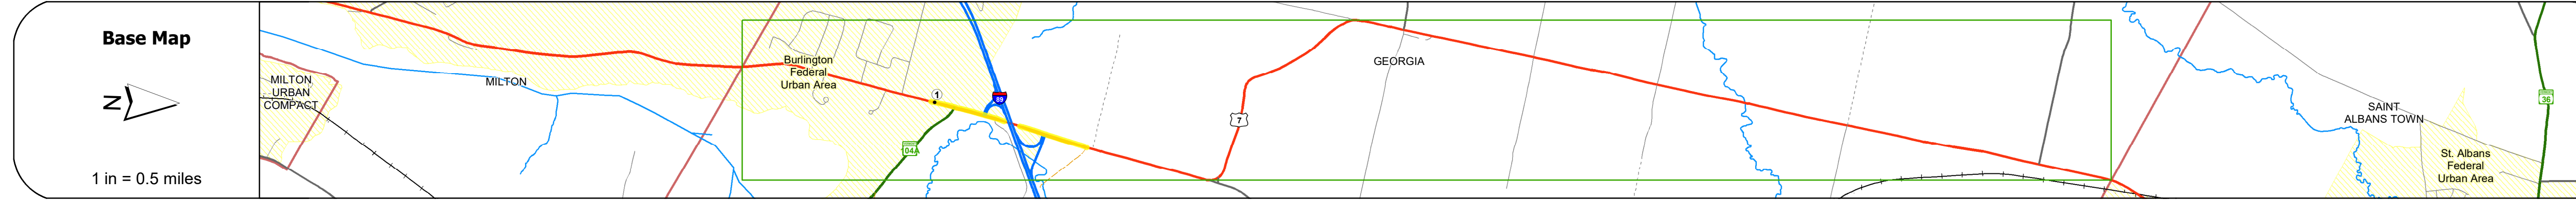 Base Map
N
1 in = 0.5 miles
MILTON
URBAN
COMPACT
MILTON
Burlington
Federal
Urban Area
1
89
04A
7
GEORGIA
SAINT
ALBANS TOWN
St. Albans
Federal
Urban Area
36